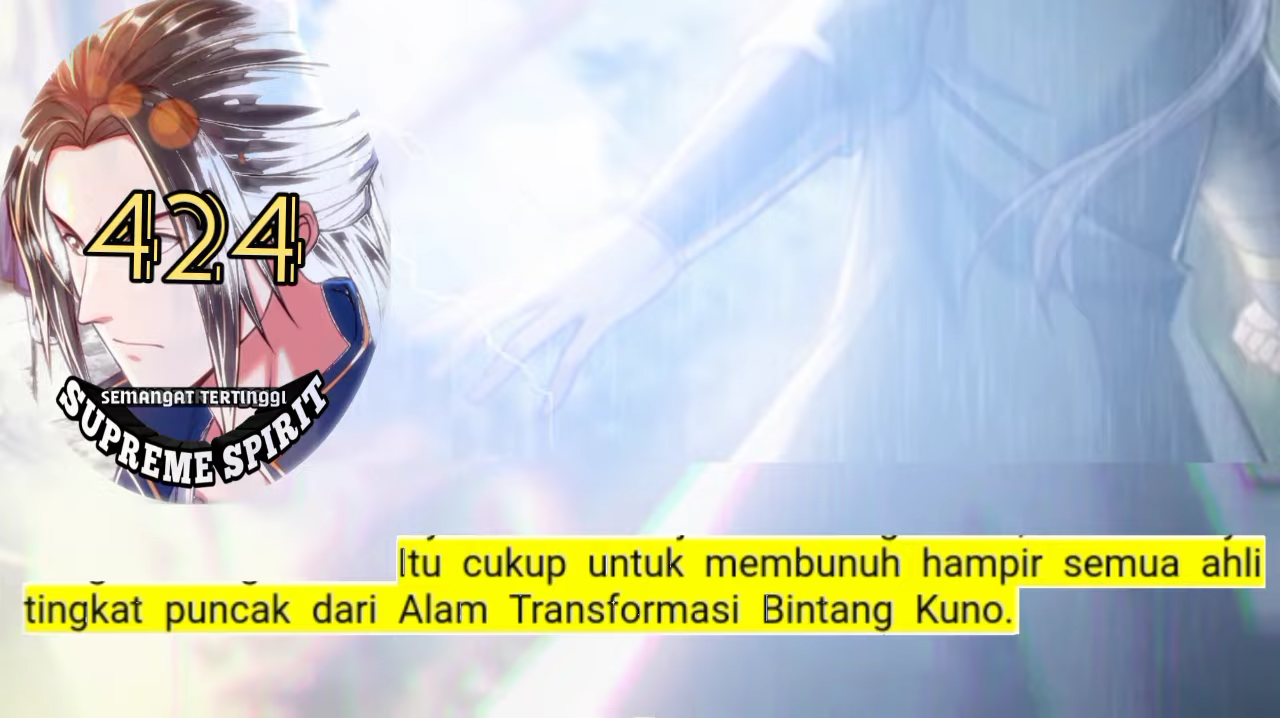 424
SEMANGAT TERTINGGI
SUPREME SPIRIT
Itu cukup untuk membunuh hampir semua ahli
tingkat puncak dari Alam Transformasi Bintang Kuno.